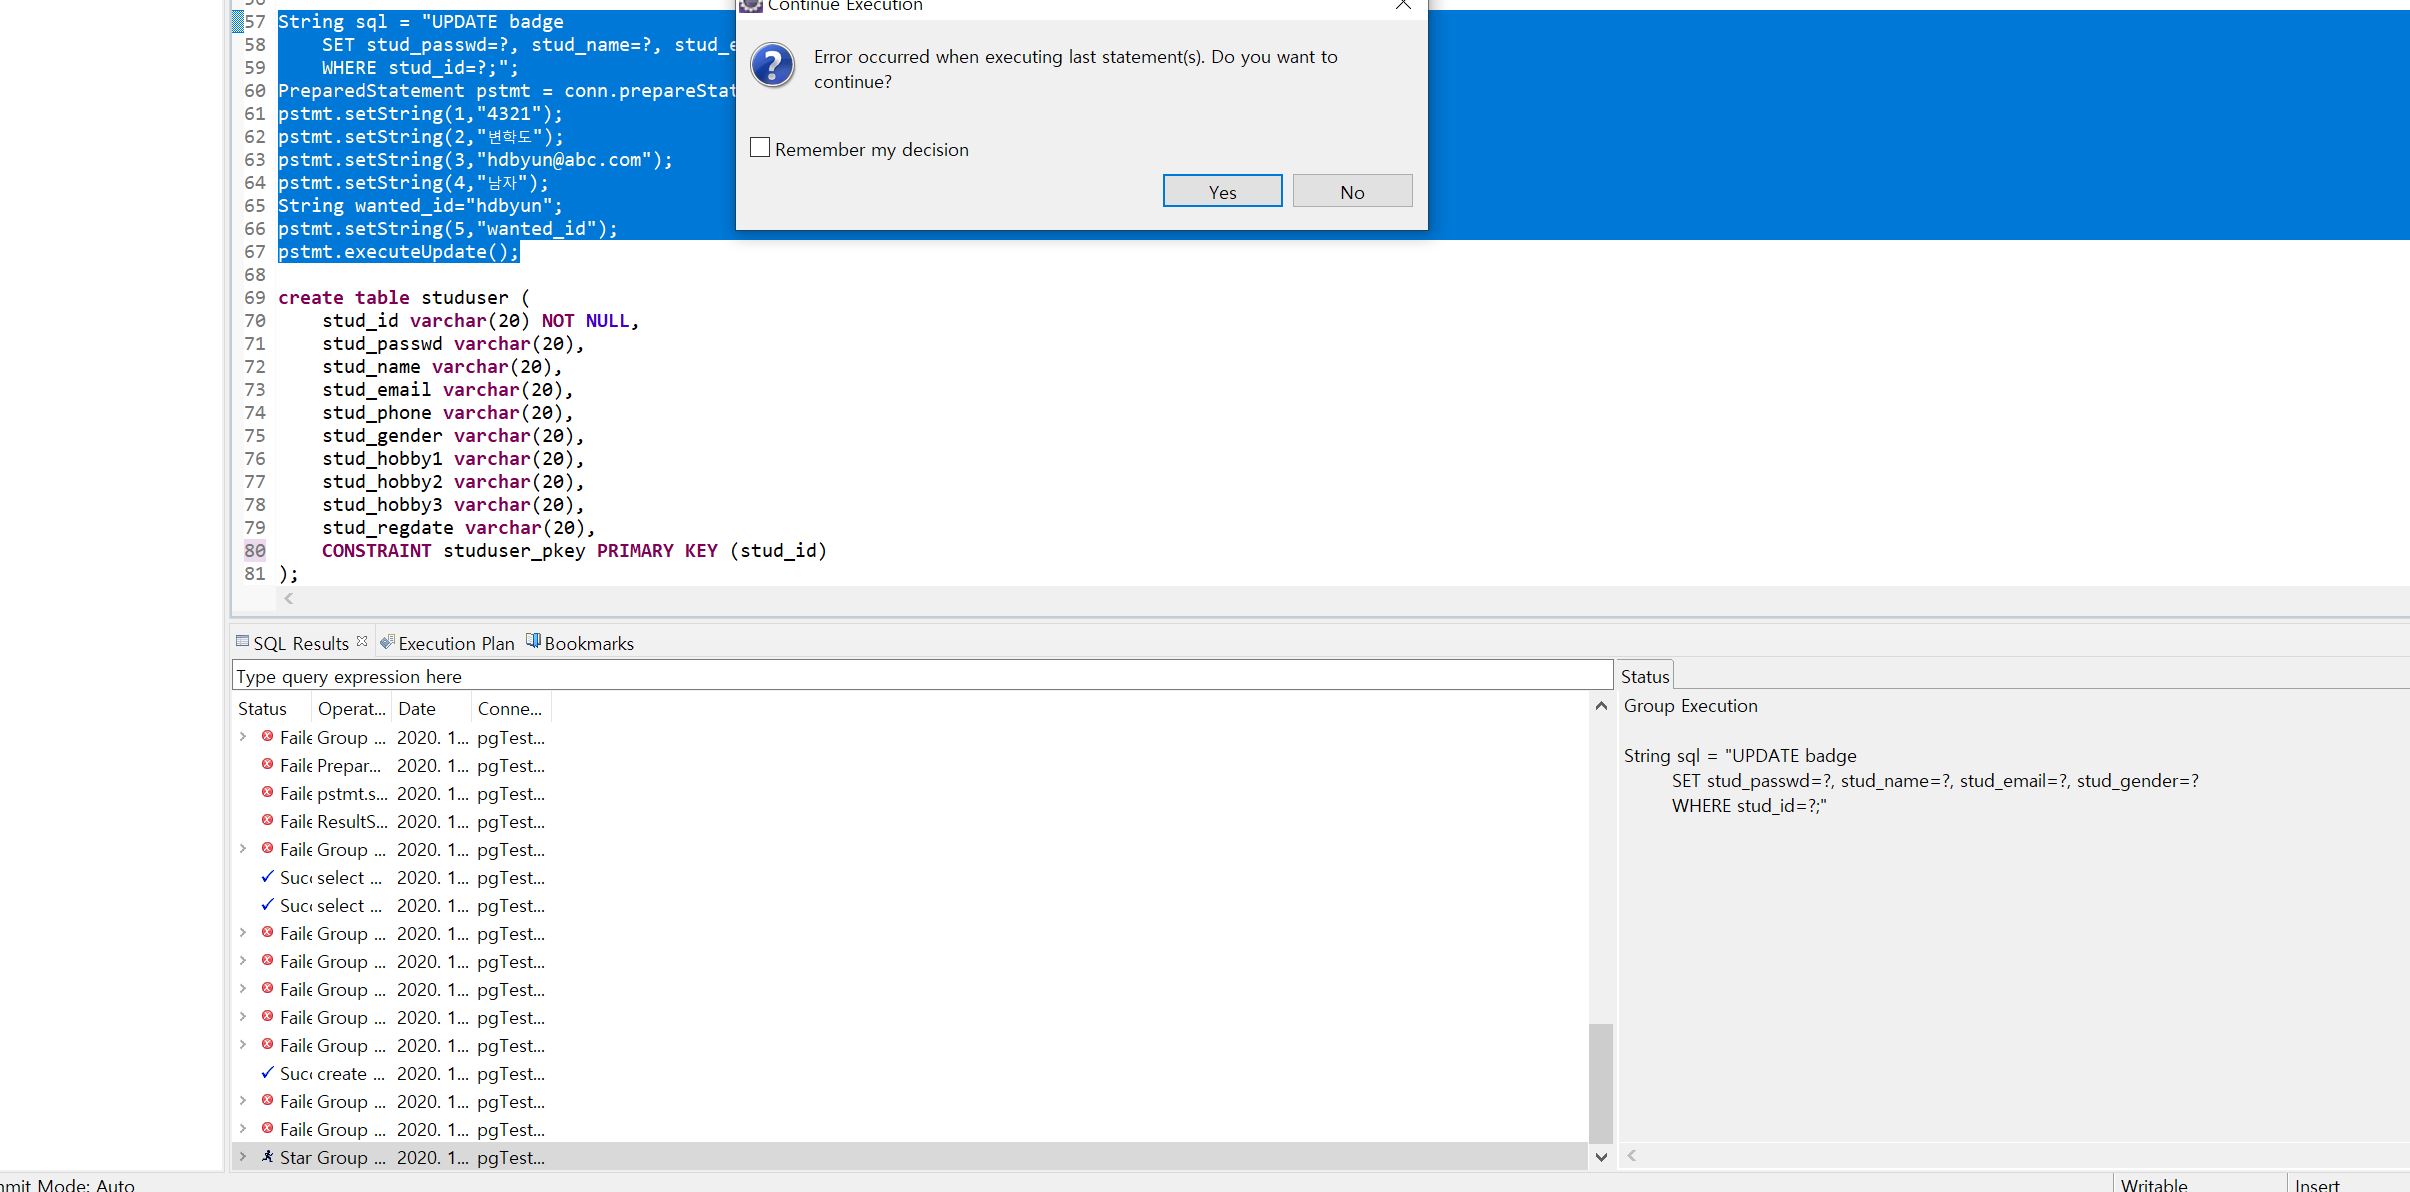 Continue Execution
57 String sql = "UPDATE badge
58 SET stud_passwd=?, stud_name=?,
59 WHERE stud_id=?;";
60 PreparedStatement pstmt =
61 pstmt.setString(1,"4321");
62 pstmt.setString(2,"변학도");
63 pstmt.setString(3,"hdbyun@abc.com");
64 pstmt.setString(4,"남자");
65 String wanted_id="hdbyun";
66 pstmt.setString(5,"wanted_id");
67 pstmt.executeUpdate();
Error occurred when executing last statement(s). Do you want to
continue?
Remember my decision
Yes No
68
69 create table studuser (
70 stud_id varchar(20) NOT NULL,
71 stud_passwd varchar(20),
72 stud_name varchar(20),
73 stud_email varchar(20),
74 stud_phone varchar(20),
75 stud_gender varchar(20),
76 stud_hobby1 varchar(20),
77 stud_hobby2 varchar(20),
78 stud_hobby3 varchar(20),
79 stud_regdate varchar(20),
80 CONSTRAINT studuser_pkey PRIMARY KEY (stud_id)
81 );
SQL Results Execution Plan Bookmarks
Type query expression here
Status Operat... Date Conne...
Faile Group ... 2020. 1... pgTest...
Faile Prepar... 2020. 1... pgTest...
Faile pstmt.s... 2020. 1... pgTest...
Faile ResultS... 2020. 1... pgTest...
Faile Group ... 2020. 1... pgTest...
Succ select ... 2020. 1... pgTest...
Succ select ... 2020. 1... pgTest...
Faile Group ... 2020. 1... pgTest...
Faile Group ... 2020. 1... pgTest...
Faile Group ... 2020. 1... pgTest...
Faile Group ... 2020. 1... pgTest...
Faile Group ... 2020. 1... pgTest...
Succ create ... 2020. 1... pgTest...
Faile Group ... 2020. 1... pgTest...
Faile Group ... 2020. 1... pgTest...
Star Group ... 2020. 1... pgTest...
Status
Group Execution
String sql = "UPDATE badge
SET stud_passwd=?, stud_name=?, stud_email=?, stud_gender=?
WHERE stud_id=?;"
mmit Mode: Auto
Writable Insert